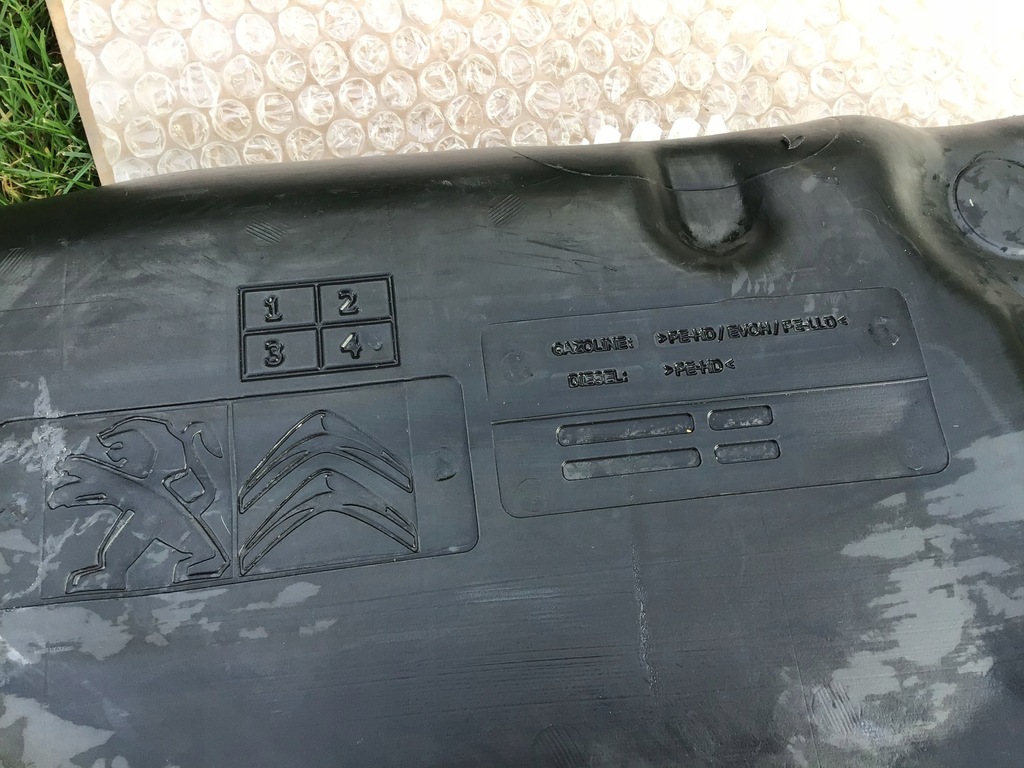 1 2
3 4
GAZOLINE: >PE-HD / EVOH / PE-LLD<
DIESEL: >PE-HD<